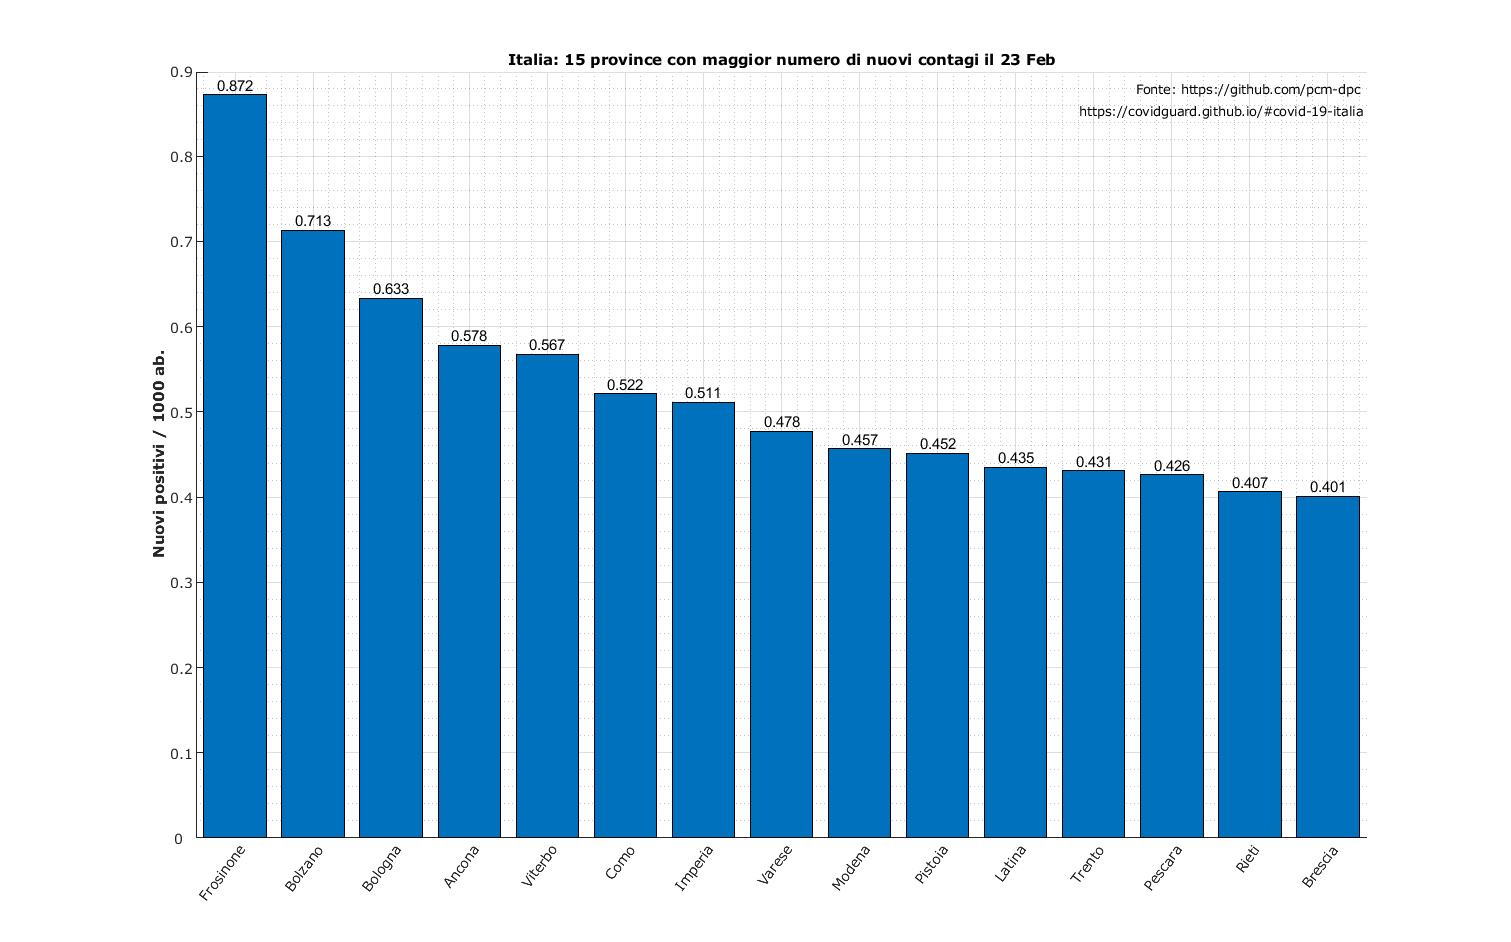 Italia: 15 province con maggior numero di nuovi contagi il 23 Feb
Fonte: https://github.com/pcm-dpc
https://covidguard.github.io/#covid-19-italia
Nuovi positivi / 1000 ab.
0.9
0.8
0.7
0.6
0.5
0.4
0.3
0.2
0.1
0
0.872
0.713
0.633
0.578
0.567
0.522
0.511
0.478
0.457
0.452
0.435
0.431
0.426
0.407
0.401
Frosinone
Bolzano
Bologna
Ancona
Viterbo
Como
Imperia
Varese
Modena
Pistoia
Latina
Trento
Pescara
Rieti
Brescia